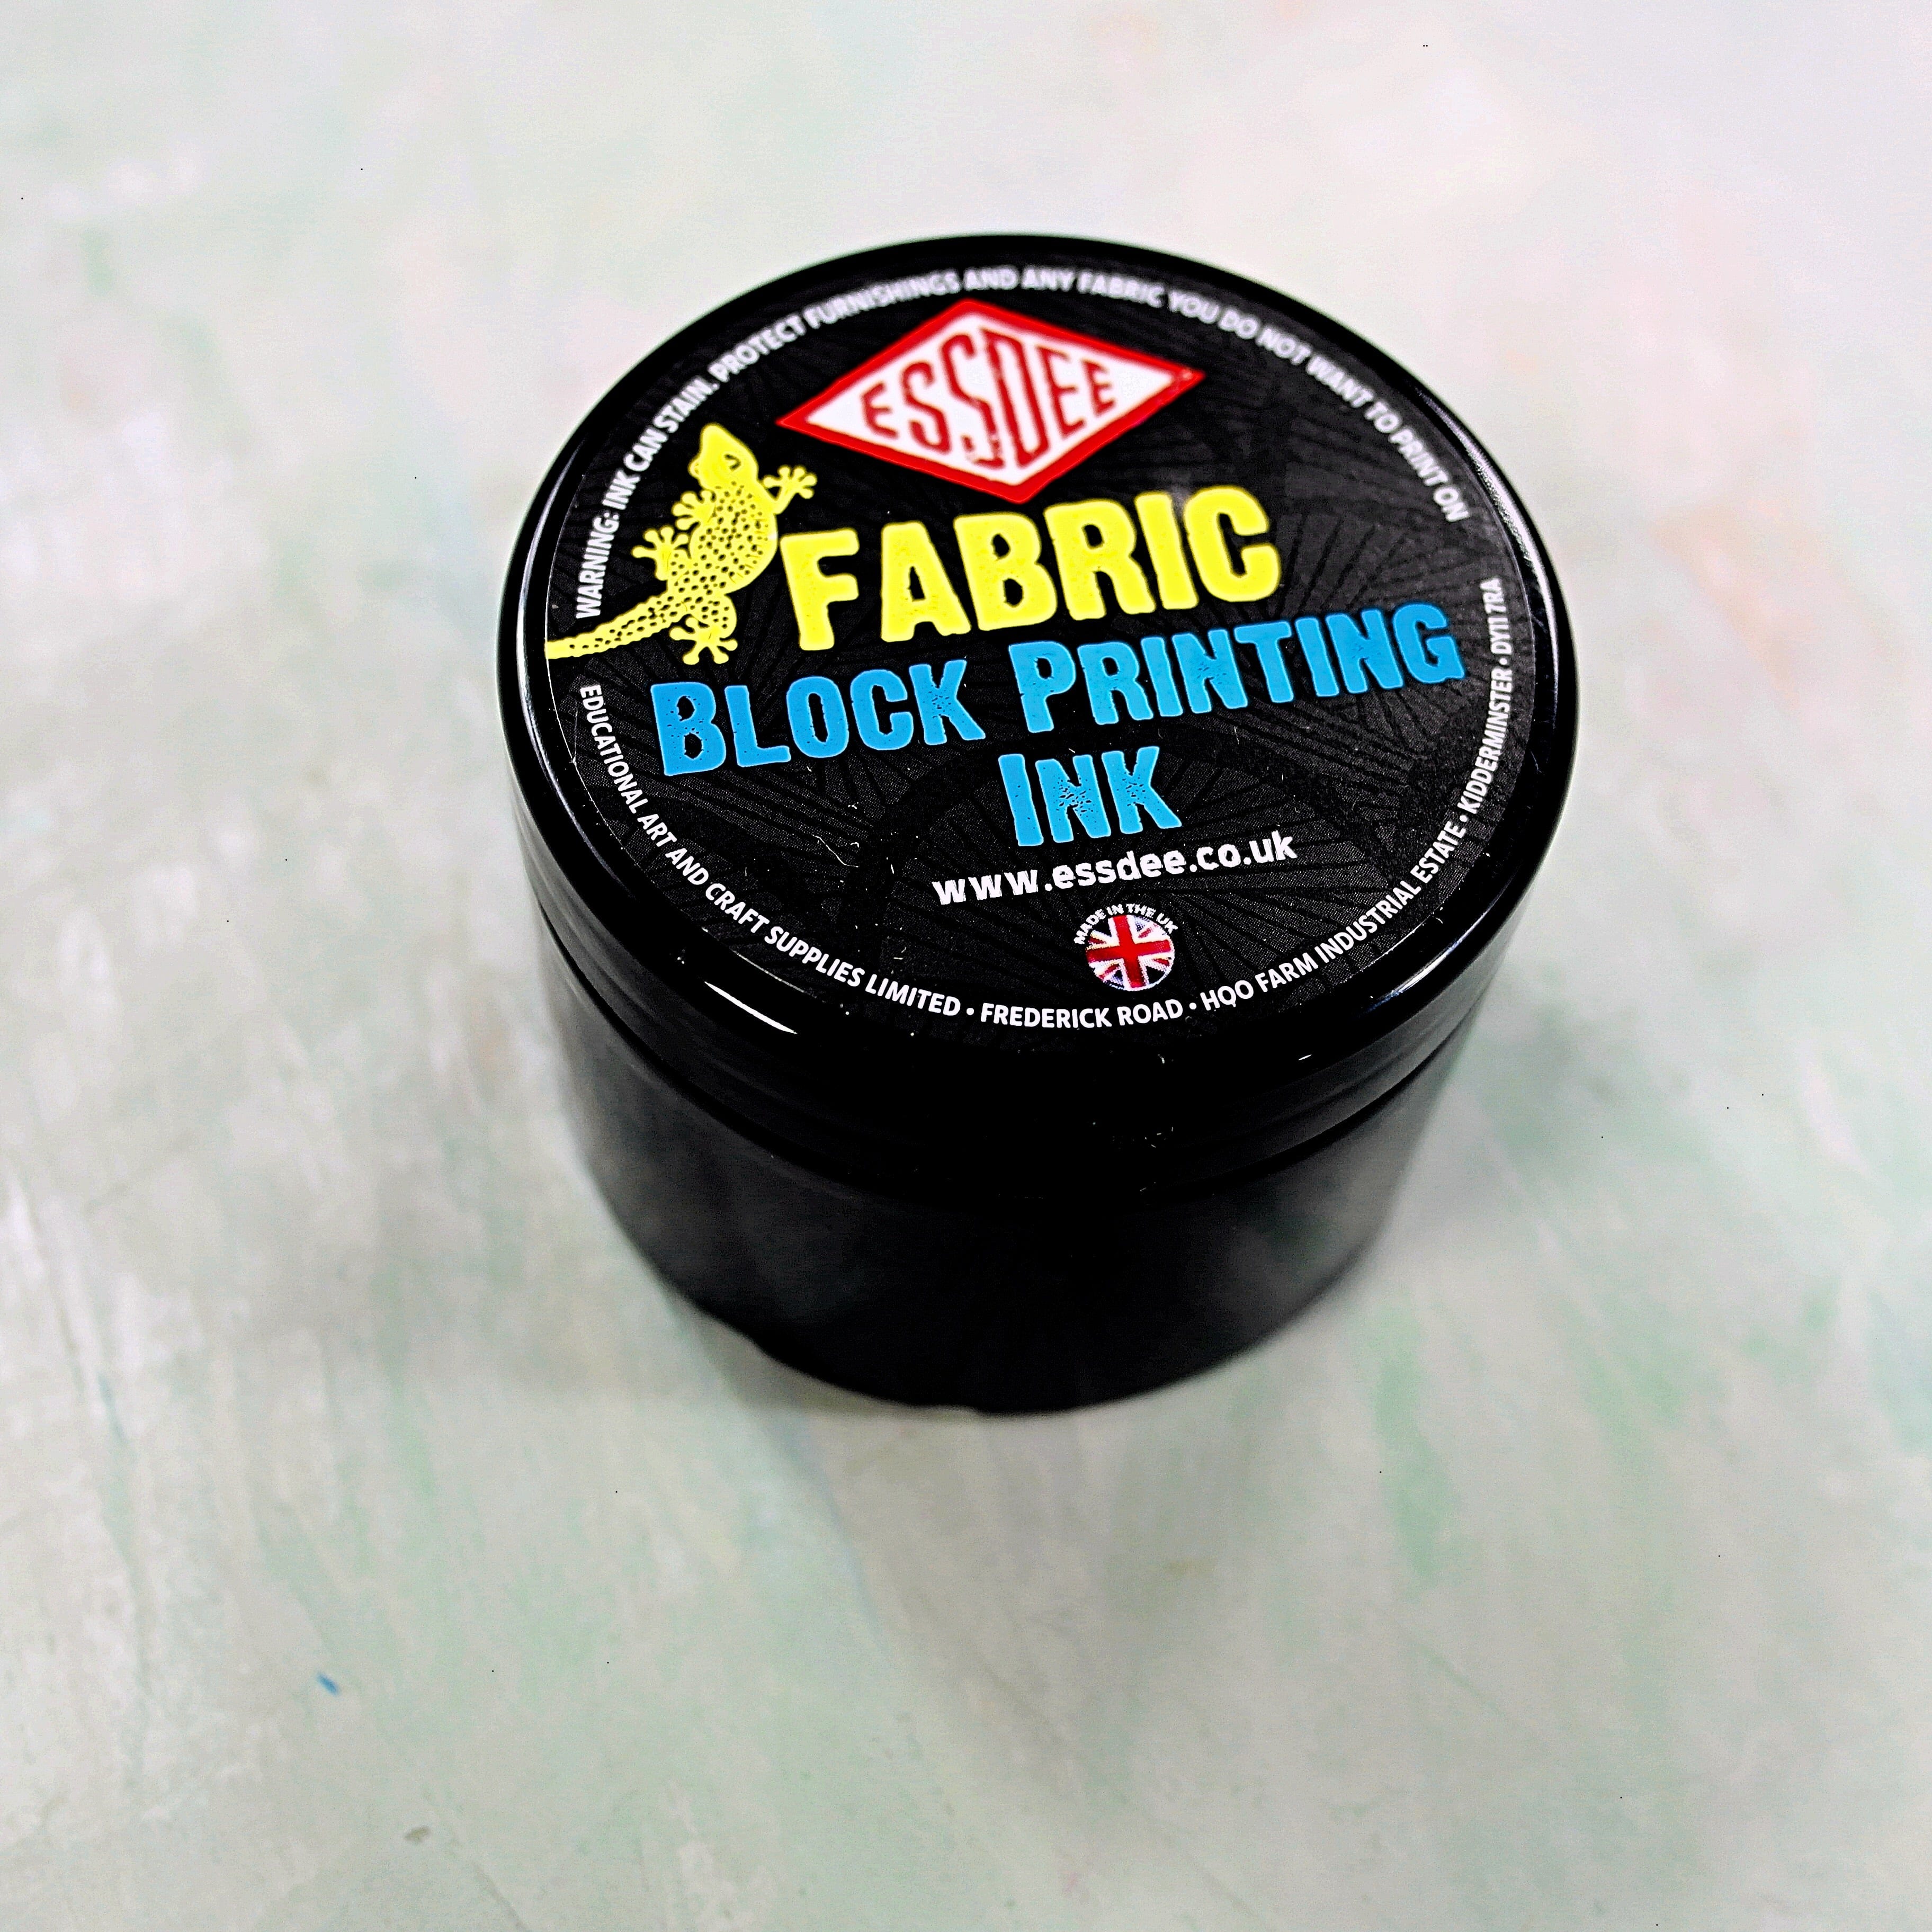 WARNING: INK CAN STAIN. PROTECT FURNISHINGS AND ANY FABRIC YOU DO NOT WANT TO PRINT ON
ESSDEE
FABRIC
BLOCK PRINTING
INK
www.essdee.co.uk
MADE IN THE UK
EDUCATIONAL ART AND CRAFT SUPPLIES LIMITED • FREDERICK ROAD • HOO FARM INDUSTRIAL ESTATE • KIDDERMINSTER • DY11 7RA